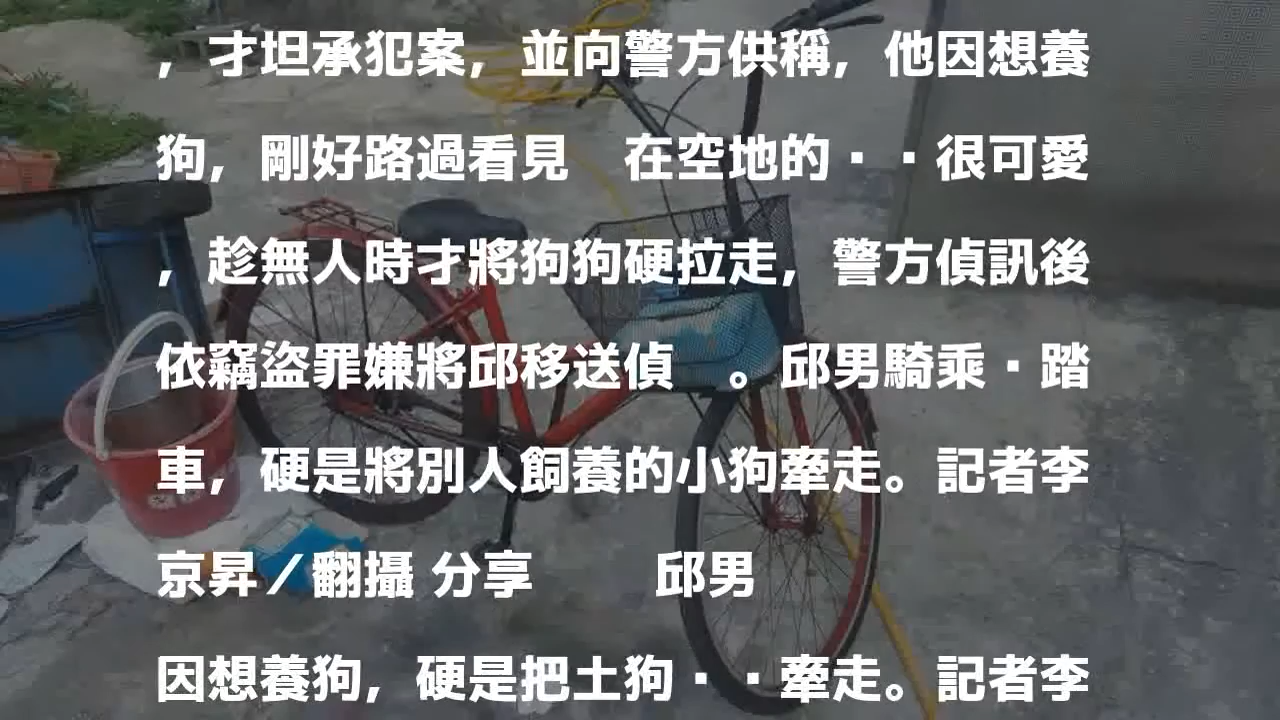 ，才坦承犯案，並向警方供稱，他因想養
狗，剛好路過看見　在空地的··很可愛
，趁無人時才將狗狗硬拉走，警方偵訊後
依竊盜罪嫌將邱移送偵　。邱男騎乘·踏
車，硬是將別人飼養的小狗牽走。記者李
京昇／翻攝 分享　　 邱男
因想養狗，硬是把土狗··牽走。記者李